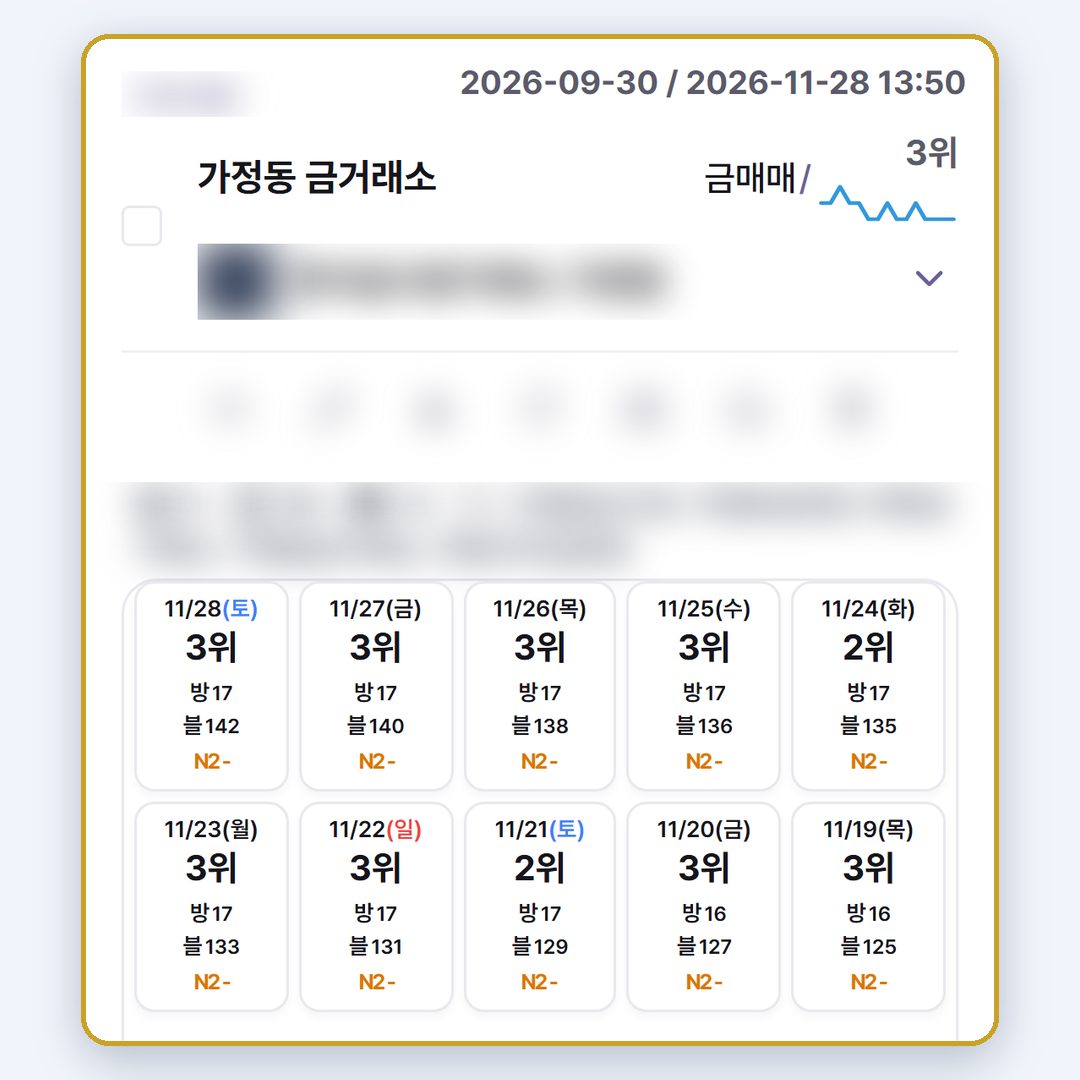 2026-09-30 / 2026-11-28 13:50
3위
가정동 금거래소 금매매/
11/28(토) 11/27(금) 11/26(목) 11/25(수) 11/24(화)
3위 3위 3위 3위 2위
방17 방17 방17 방17 방17
블142 블140 블138 블136 블135
N2- N2- N2- N2- N2-
11/23(월) 11/22(일) 11/21(토) 11/20(금) 11/19(목)
3위 3위 2위 3위 3위
방17 방17 방17 방16 방16
블133 블131 블129 블127 블125
N2- N2- N2- N2- N2-